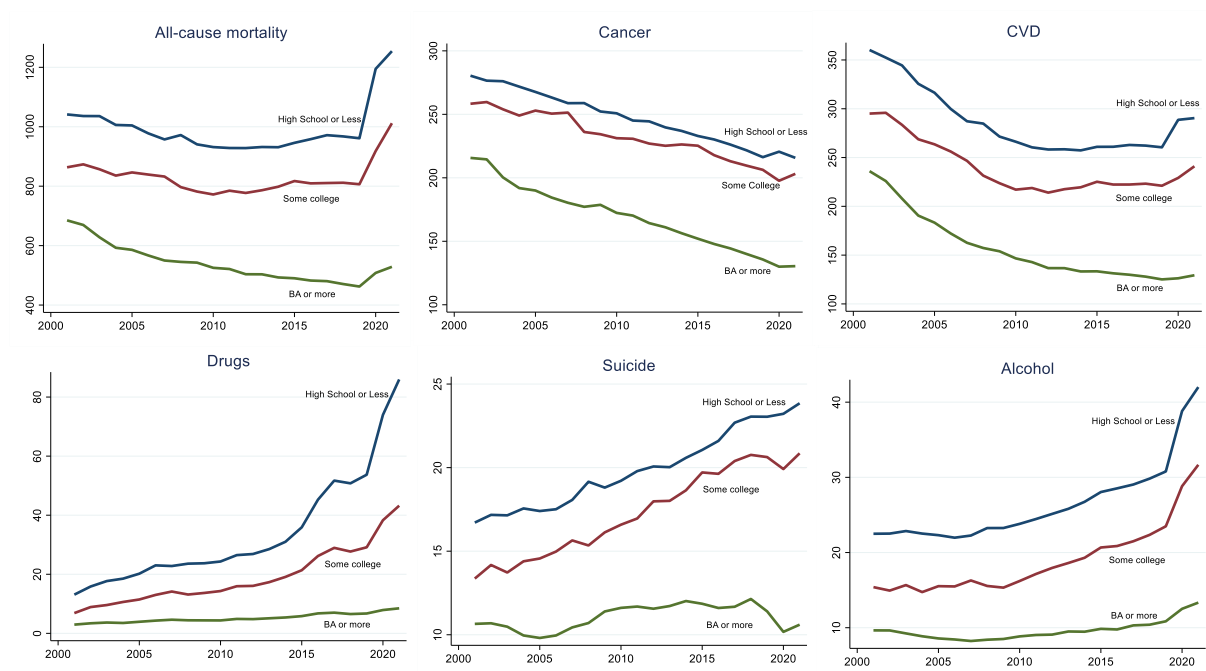 All-cause mortality
1200
1000
800
600
400
High School or Less
Some college
BA or more
2000 2005 2010 2015 2020
Cancer
300
250
200
150
100
High School or Less
Some College
BA or more
2000 2005 2010 2015 2020
CVD
350
300
250
200
150
100
High School or Less
Some college
BA or more
2000 2005 2010 2015 2020
Drugs
80
60
40
20
0
High School or Less
Some college
BA or more
2000 2005 2010 2015 2020
Suicide
25
20
15
10
High School or Less
Some college
BA or more
2000 2005 2010 2015 2020
Alcohol
40
30
20
10
High School or Less
Some college
BA or more
2000 2005 2010 2015 2020